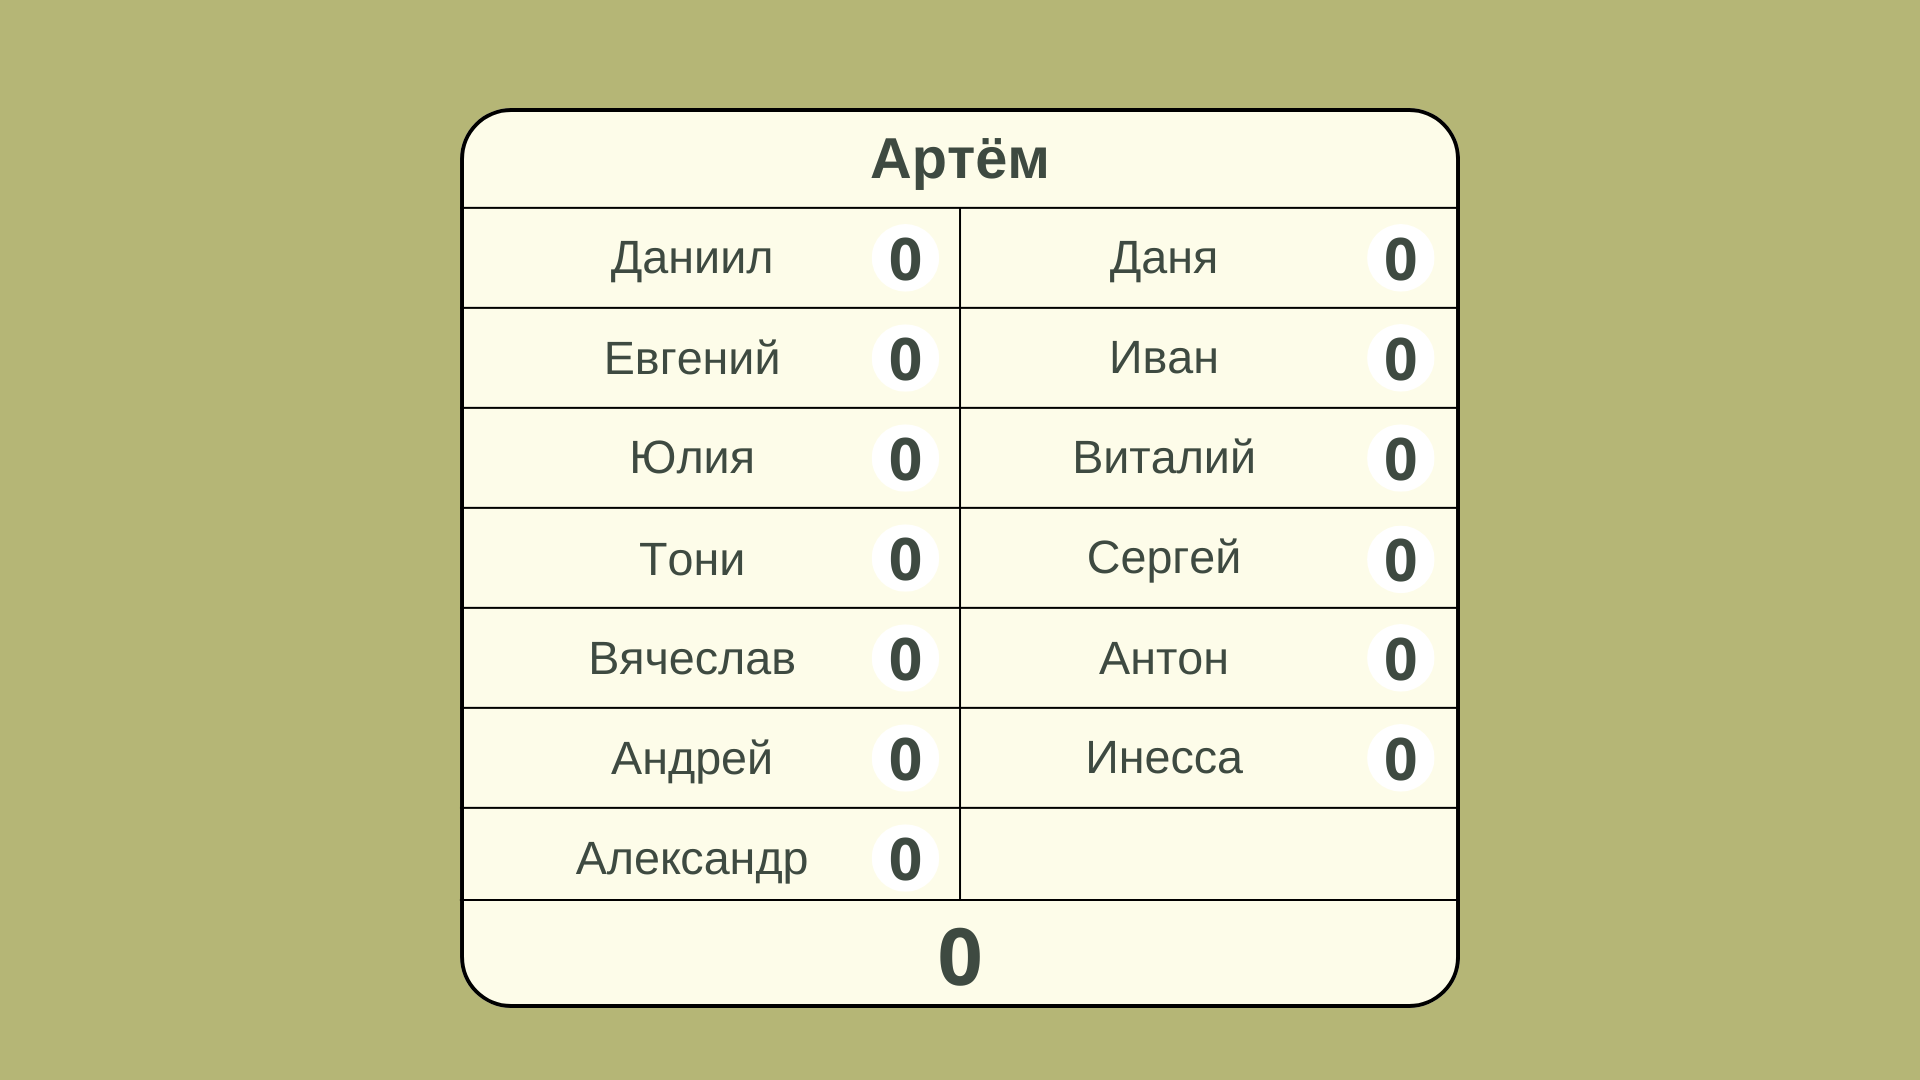 Артём
Даниил 0 Даня 0
Евгений 0 Иван 0
Юлия 0 Виталий 0
Тони 0 Сергей 0
Вячеслав 0 Антон 0
Андрей 0 Инесса 0
Александр 0
0